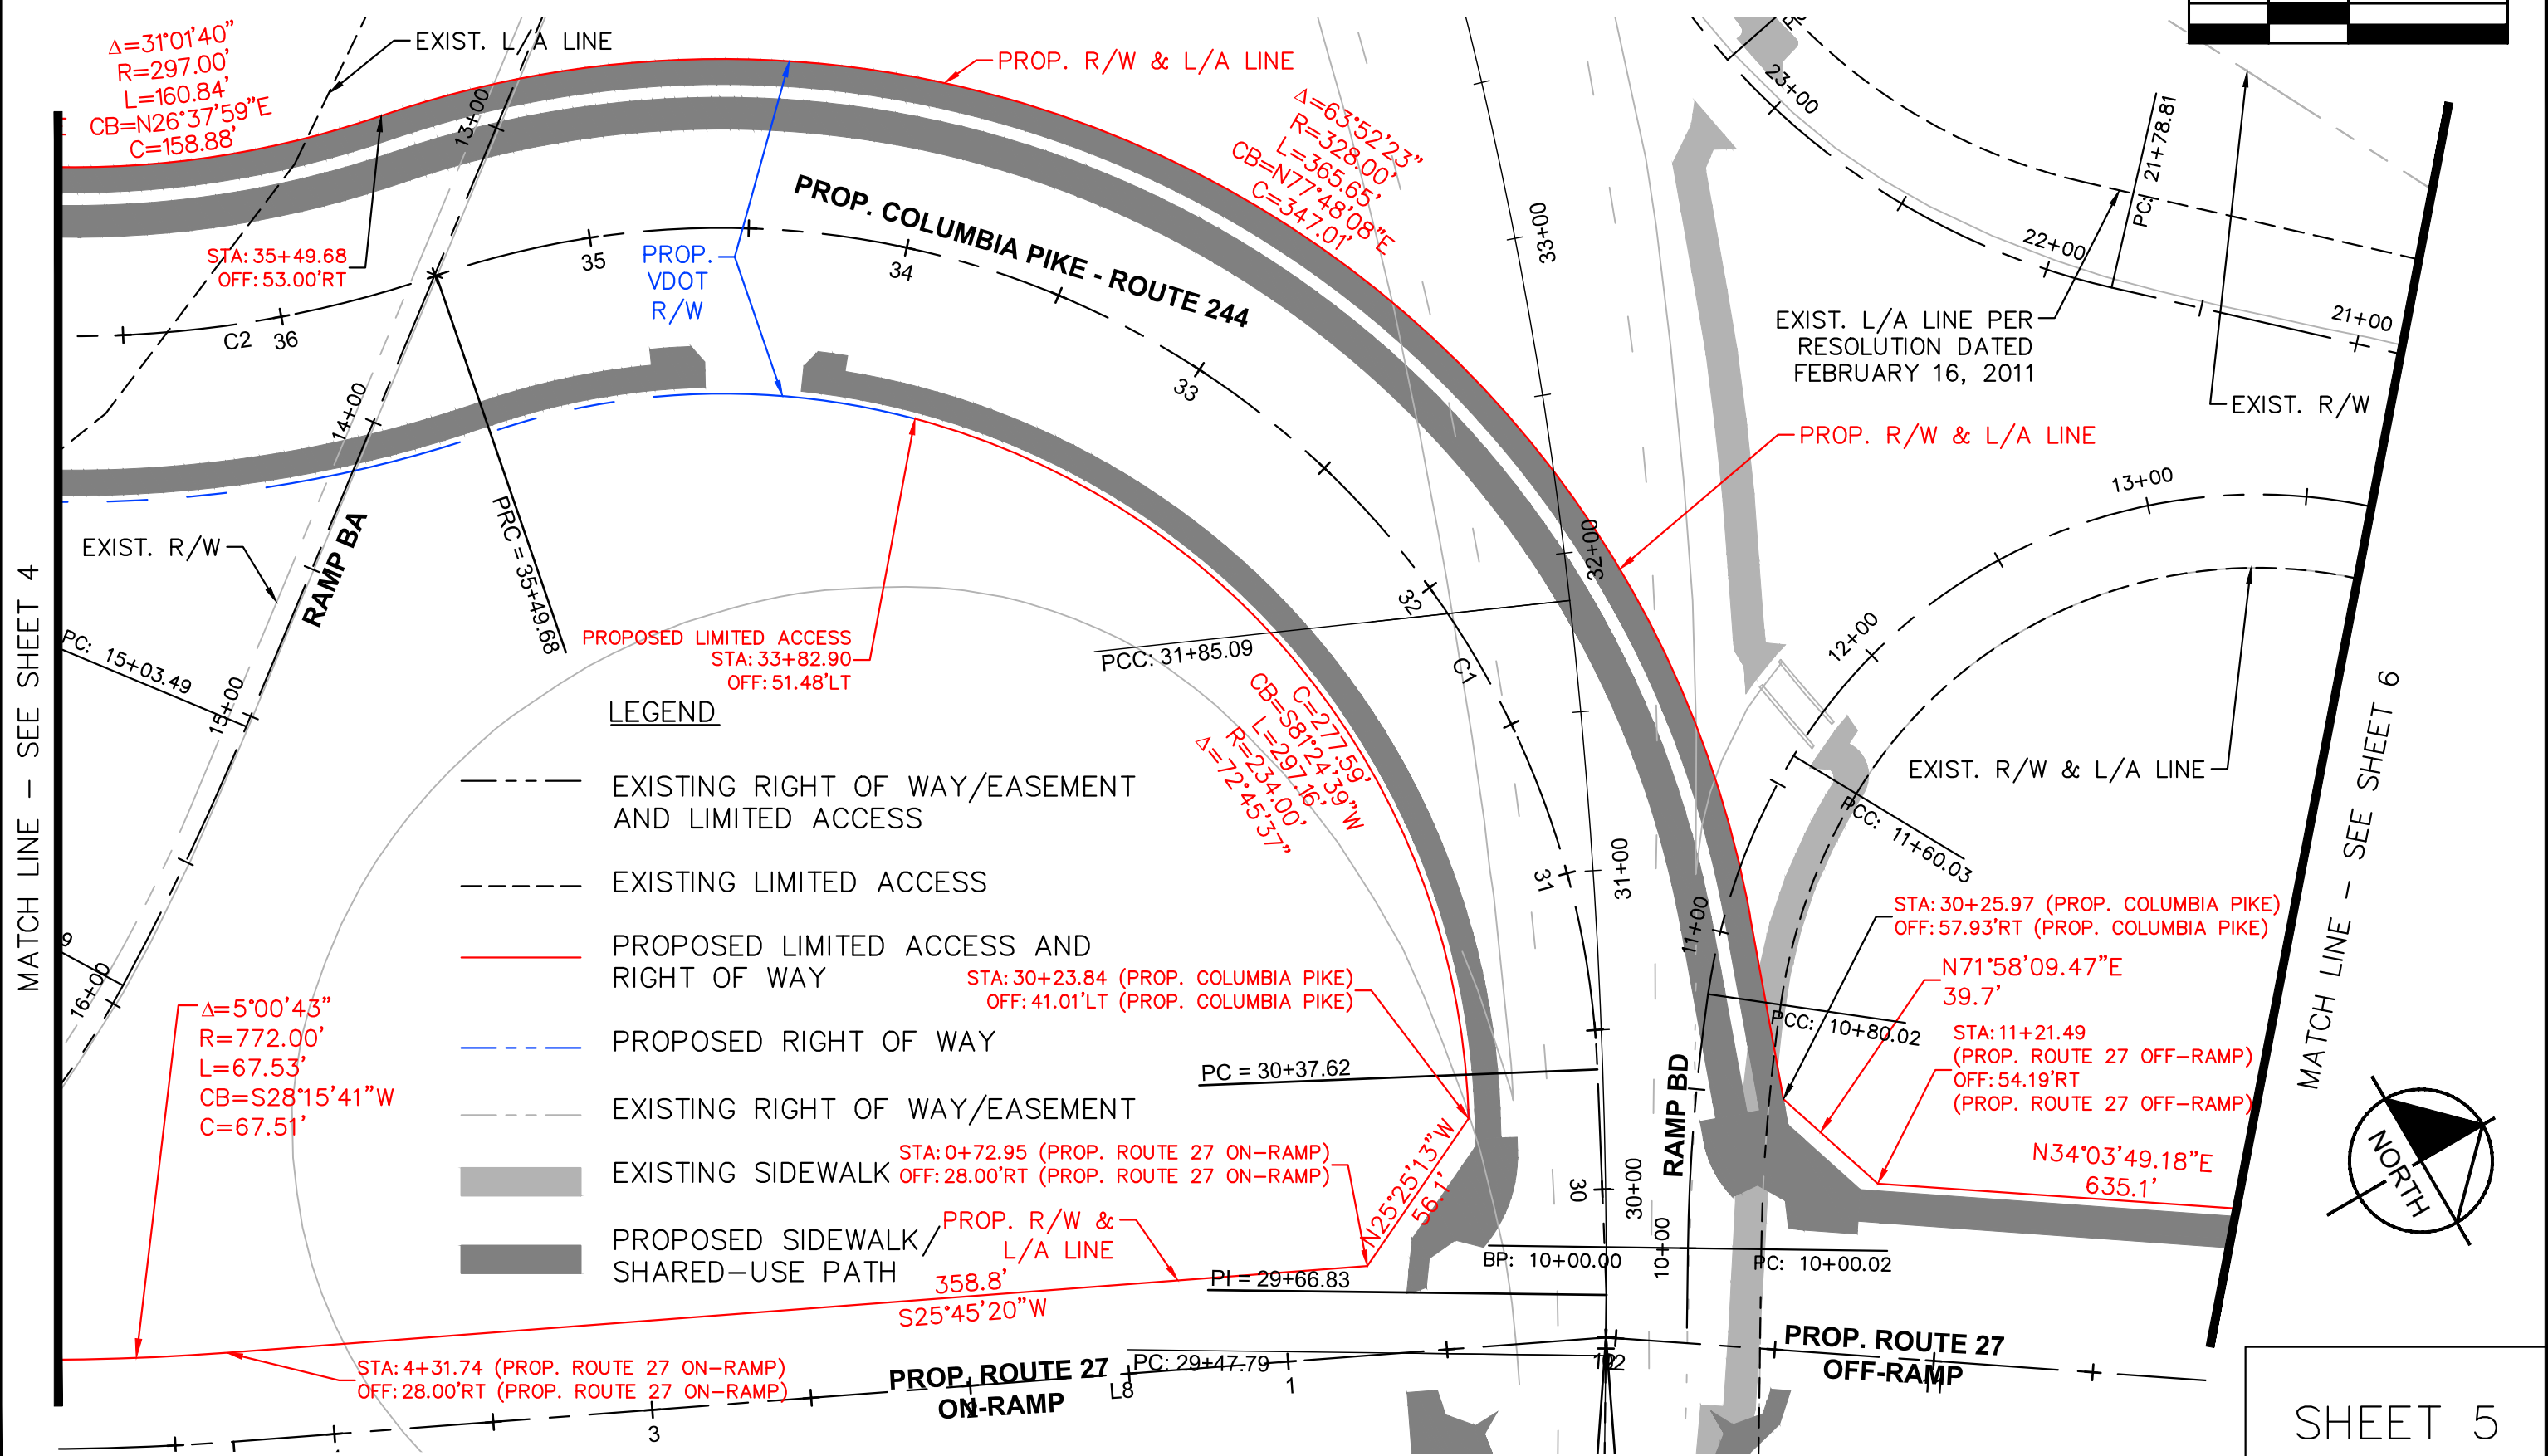 Δ=31°01'40"
R=297.00'
L=160.84'
CB=N26°37'59"E
C=158.88'
EXIST. L/A LINE
13+00
PROP. R/W & L/A LINE
Δ=63°52'23"
R=328.00'
L=365.65'
CB=N77°48'08"E
C=347.01'
23+00
PC: 21+78.81
22+00
21+00
33+00
PROP. COLUMBIA PIKE - ROUTE 244
STA: 35+49.68
OFF: 53.00'RT
35
34
33
PROP.
VDOT
R/W
C2
36
EXIST. L/A LINE PER
RESOLUTION DATED
FEBRUARY 16, 2011
EXIST. R/W
14+00
PROP. R/W & L/A LINE
13+00
MATCH LINE - SEE SHEET 4
EXIST. R/W
RAMP BA
PRC = 35+49.68
32+00
32
12+00
PC: 15+03.49
15+00
PROPOSED LIMITED ACCESS
STA: 33+82.90
OFF: 51.48'LT
PCC: 31+85.09
C1
C=277.59'
CB=S81°24'39"W
L=297.16'
R=234.00'
Δ=72°45'37"
EXIST. R/W & L/A LINE
PCC: 11+60.03
MATCH LINE - SEE SHEET 6
LEGEND
EXISTING RIGHT OF WAY/EASEMENT
AND LIMITED ACCESS
EXISTING LIMITED ACCESS
PROPOSED LIMITED ACCESS AND
RIGHT OF WAY
PROPOSED RIGHT OF WAY
EXISTING RIGHT OF WAY/EASEMENT
EXISTING SIDEWALK
PROPOSED SIDEWALK/
SHARED-USE PATH
31
31+00
11+00
9
16+00
STA: 30+25.97 (PROP. COLUMBIA PIKE)
OFF: 57.93'RT (PROP. COLUMBIA PIKE)
STA: 30+23.84 (PROP. COLUMBIA PIKE)
OFF: 41.01'LT (PROP. COLUMBIA PIKE)
N71°58'09.47"E
39.7'
Δ=5°00'43"
R=772.00'
L=67.53'
CB=S28°15'41"W
C=67.51'
PCC: 10+80.02
STA: 11+21.49
(PROP. ROUTE 27 OFF-RAMP)
OFF: 54.19'RT
(PROP. ROUTE 27 OFF-RAMP)
PC = 30+37.62
RAMP BD
N25°25'13"W
56.1'
STA: 0+72.95 (PROP. ROUTE 27 ON-RAMP)
OFF: 28.00'RT (PROP. ROUTE 27 ON-RAMP)
N34°03'49.18"E
635.1'
NORTH
30
30+00
PROP. R/W &
L/A LINE
10+00
BP: 10+00.00
PC: 10+00.02
PI = 29+66.83
358.8'
S25°45'20"W
STA: 4+31.74 (PROP. ROUTE 27 ON-RAMP)
OFF: 28.00'RT (PROP. ROUTE 27 ON-RAMP)
PC: 29+47.79
PROP. ROUTE 27
ON-RAMP
PROP. ROUTE 27
OFF-RAMP
L8
1
2
3
11
SHEET 5